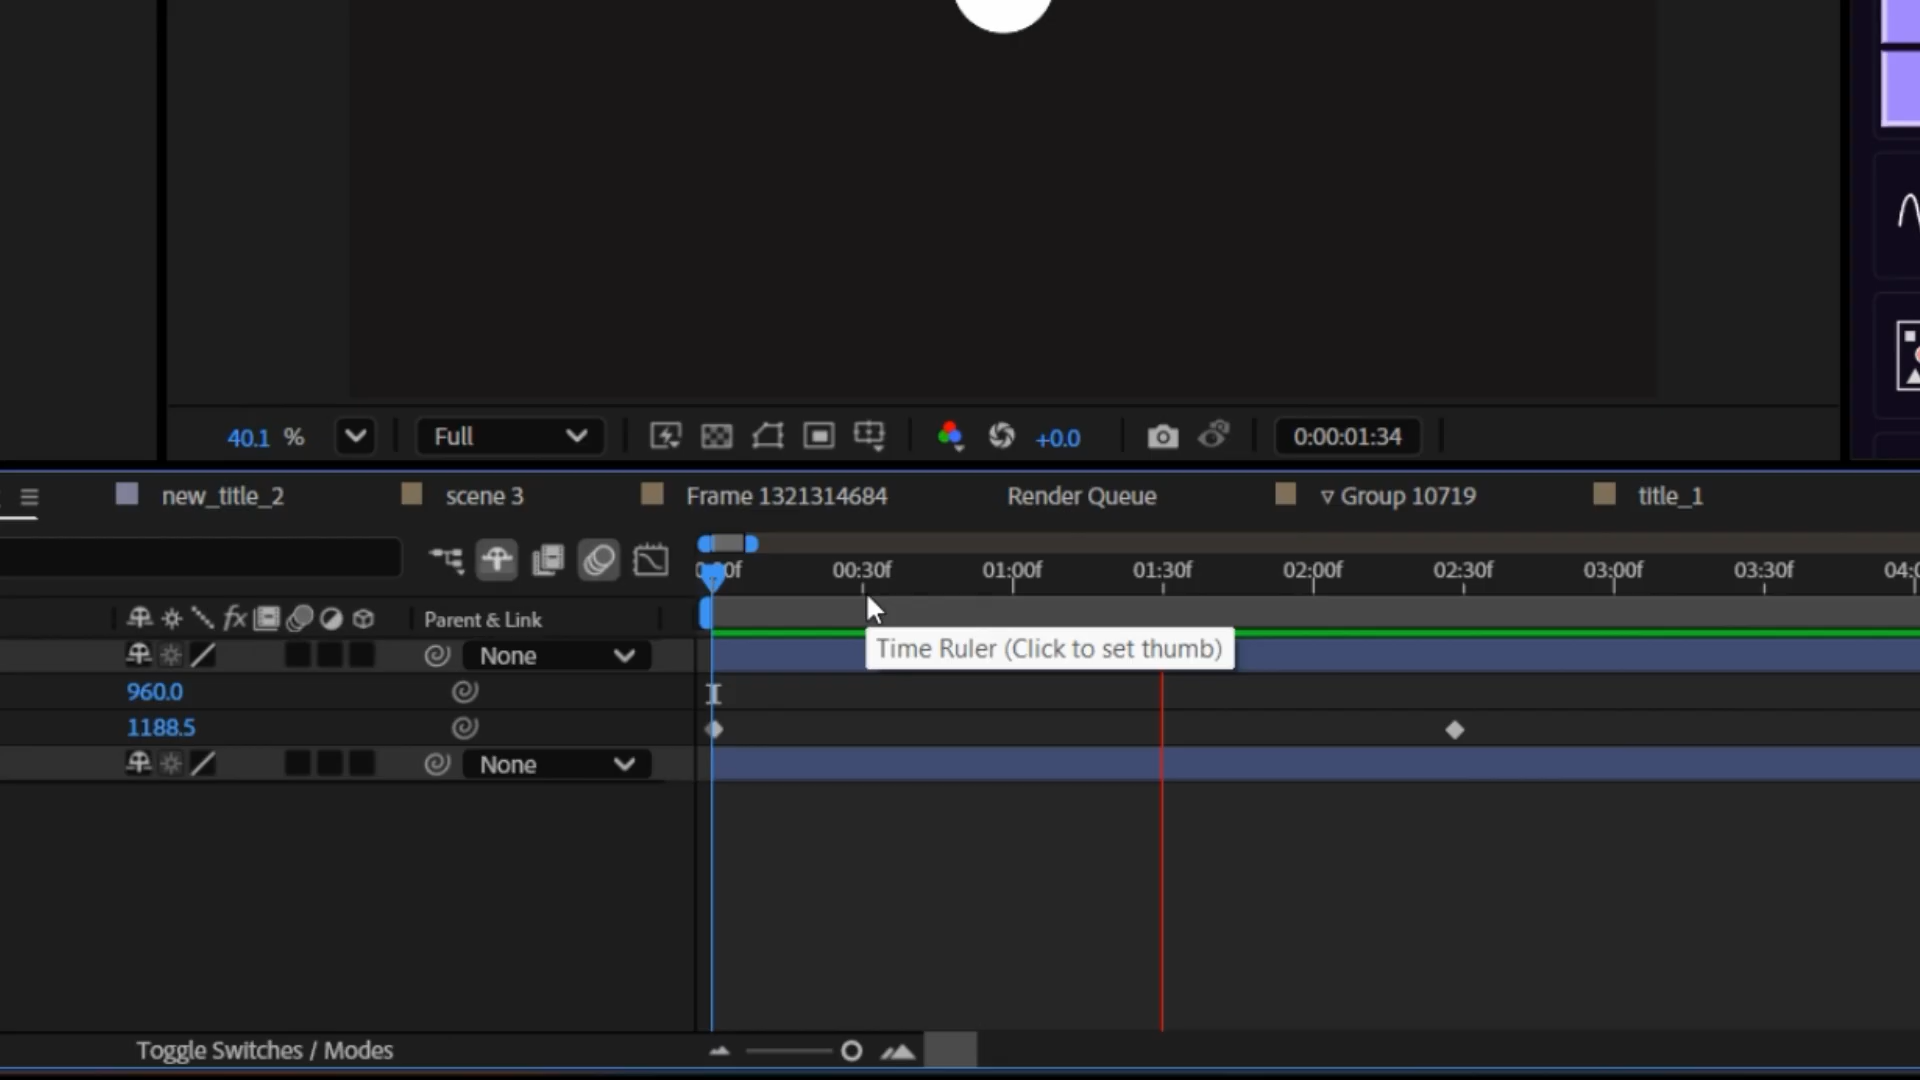 40.1 %
Full
+0.0
0:00:01:34
new_title_2
scene 3
Frame 1321314684
Render Queue
Group 10719
title_1
00:30f
01:00f
01:30f
02:00f
02:30f
03:00f
03:30f
fx
Parent & Link
None
Time Ruler (Click to set thumb)
960.0
1188.5
None
Toggle Switches / Modes